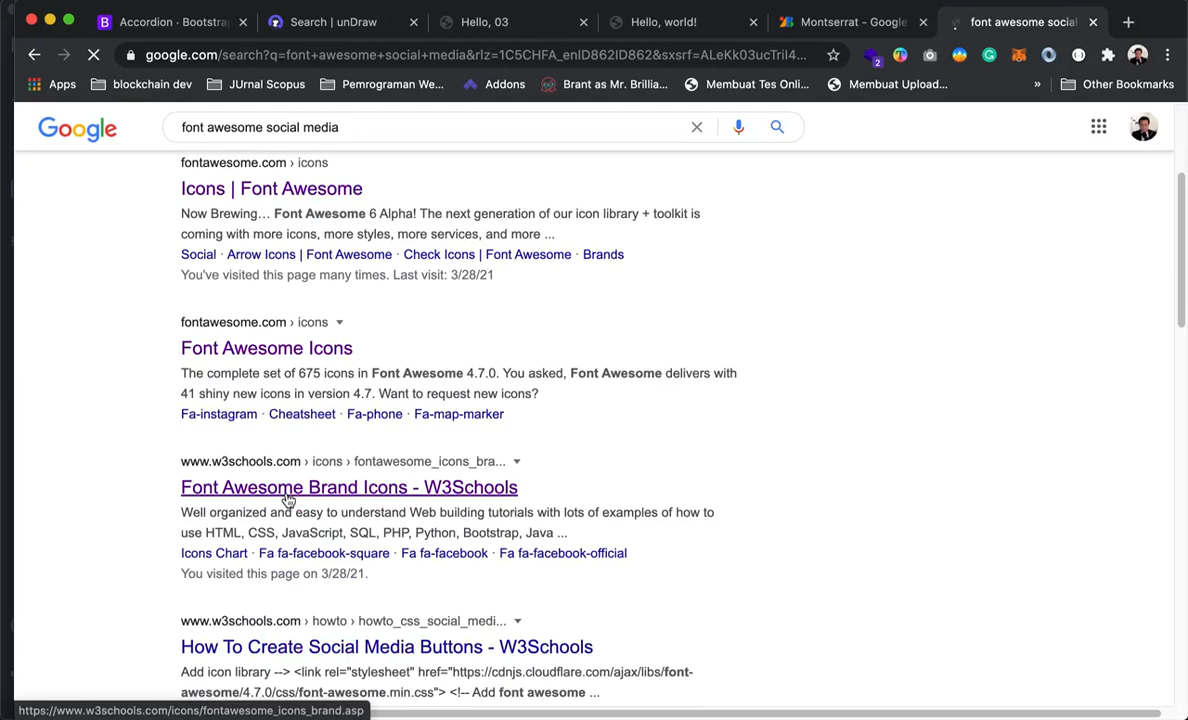 Accordion · Bootstrap
Search | unDraw
Hello, 03
Hello, world!
Montserrat - Google
font awesome social
google.com/search?q=font+awesome+social+media&rlz=1C5CHFA_enID862ID862&sxsrf=ALeKk03ucTril4...
2
Apps
blockchain dev
JUrnal Scopus
Pemrograman We...
Addons
Brant as Mr. Brillia...
Membuat Tes Onl...
Membuat Upload...
»
Other Bookmarks
Google
font awesome social media
fontawesome.com › icons
Icons | Font Awesome
Now Brewing… Font Awesome 6 Alpha! The next generation of our icon library + toolkit is
coming with more icons, more styles, more services, and more ...
Social · Arrow Icons | Font Awesome · Check Icons | Font Awesome · Brands
You've visited this page many times. Last visit: 3/28/21
fontawesome.com › icons
Font Awesome Icons
The complete set of 675 icons in Font Awesome 4.7.0. You asked, Font Awesome delivers with
41 shiny new icons in version 4.7. Want to request new icons?
Fa-instagram · Cheatsheet · Fa-phone · Fa-map-marker
www.w3schools.com › icons › fontawesome_icons_bra...
Font Awesome Brand Icons - W3Schools
Well organized and easy to understand Web building tutorials with lots of examples of how to
use HTML, CSS, JavaScript, SQL, PHP, Python, Bootstrap, Java ...
Icons Chart · Fa fa-facebook-square · Fa fa-facebook · Fa fa-facebook-official
You visited this page on 3/28/21.
www.w3schools.com › howto › howto_css_social_medi...
How To Create Social Media Buttons - W3Schools
Add icon library --> <link rel="stylesheet" href="https://cdnjs.cloudflare.com/ajax/libs/font-
awesome/4.7.0/css/font-awesome.min.css"> <!-- Add font awesome ...
https://www.w3schools.com/icons/fontawesome_icons_brand.asp